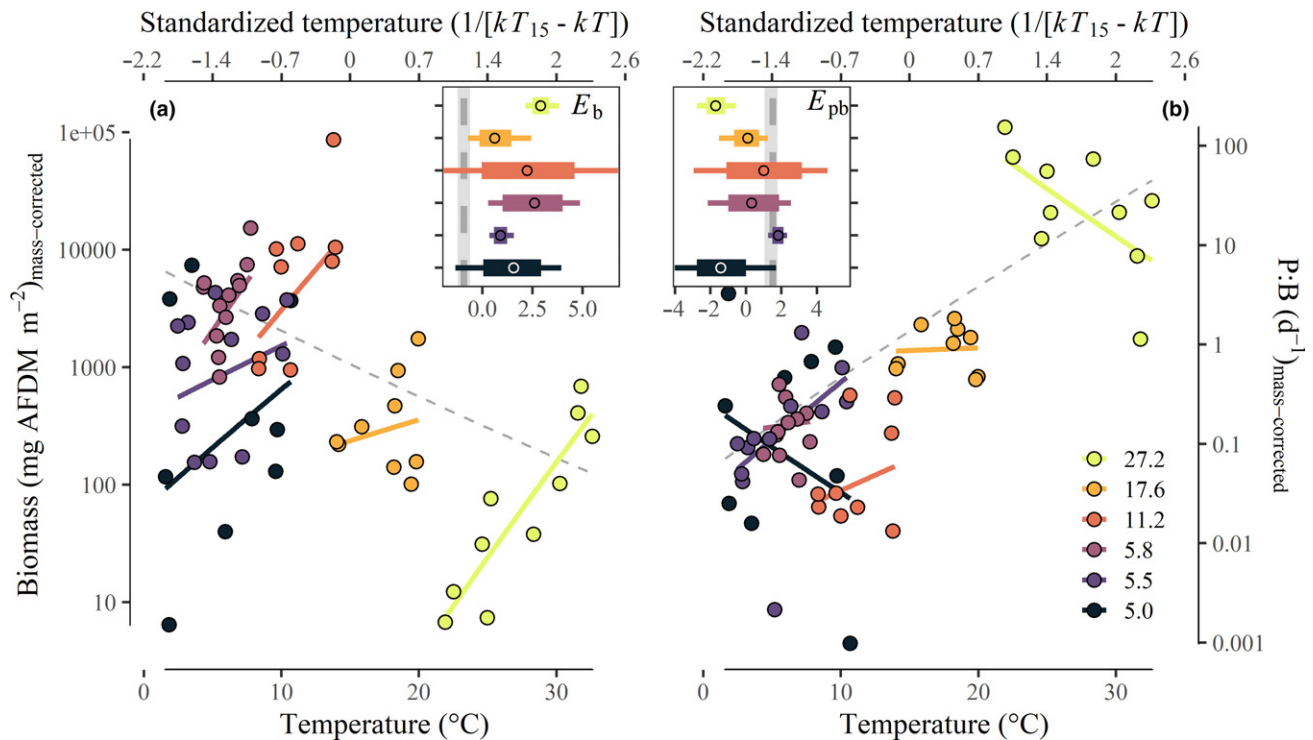 Standardized temperature (1/[kT15 - kT])
Standardized temperature (1/[kT15 - kT])
−2.2 −1.4 −0.7 0 0.7 1.4 2 2.6
−2.2 −1.4 −0.7 0 0.7 1.4 2 2.6
(a)
Eb
Epb
(b)
1e+05
10000
1000
100
10
Biomass (mg AFDM m−2)mass−corrected
0.0 2.5 5.0
−4 −2 0 2 4
100
10
1
0.1
0.01
0.001
P:B (d−1)mass−corrected
27.2
17.6
11.2
5.8
5.5
5.0
0 10 20 30
0 10 20 30
Temperature (°C)
Temperature (°C)